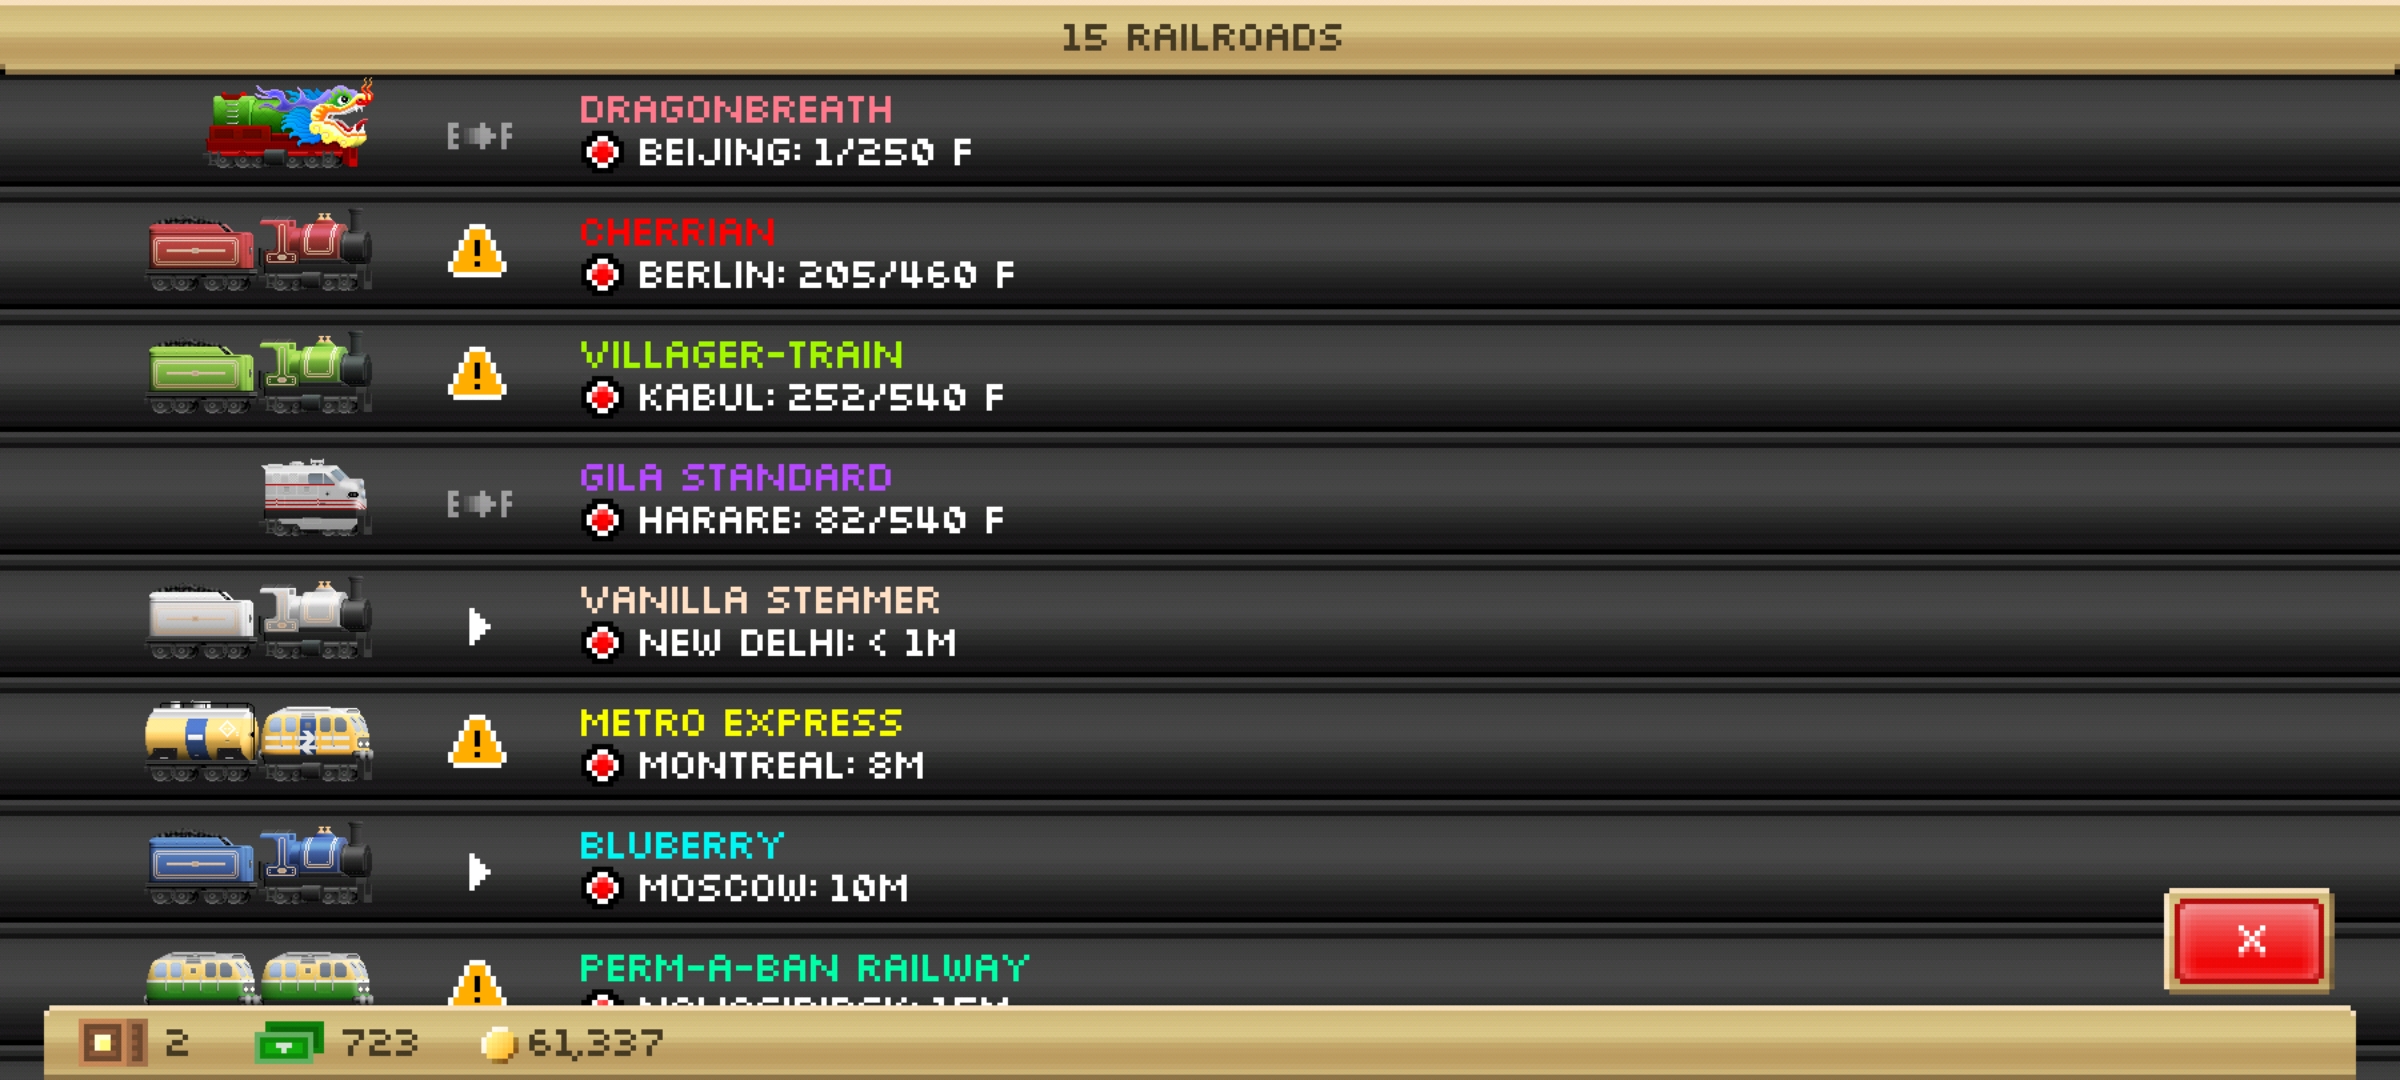 15 RAILROADS
DRAGONBREATH
E F
BEIJING: 1/250 F
CHERRIAN
!
BERLIN: 205/460 F
VILLAGER-TRAIN
!
KABUL: 252/540 F
GILA STANDARD
E F
HARARE: 82/540 F
VANILLA STEAMER
NEW DELHI: < 1M
METRO EXPRESS
!
MONTREAL: 8M
BLUBERRY
MOSCOW: 10M
X
PERM-A-BAN RAILWAY
!
2 723 61,337